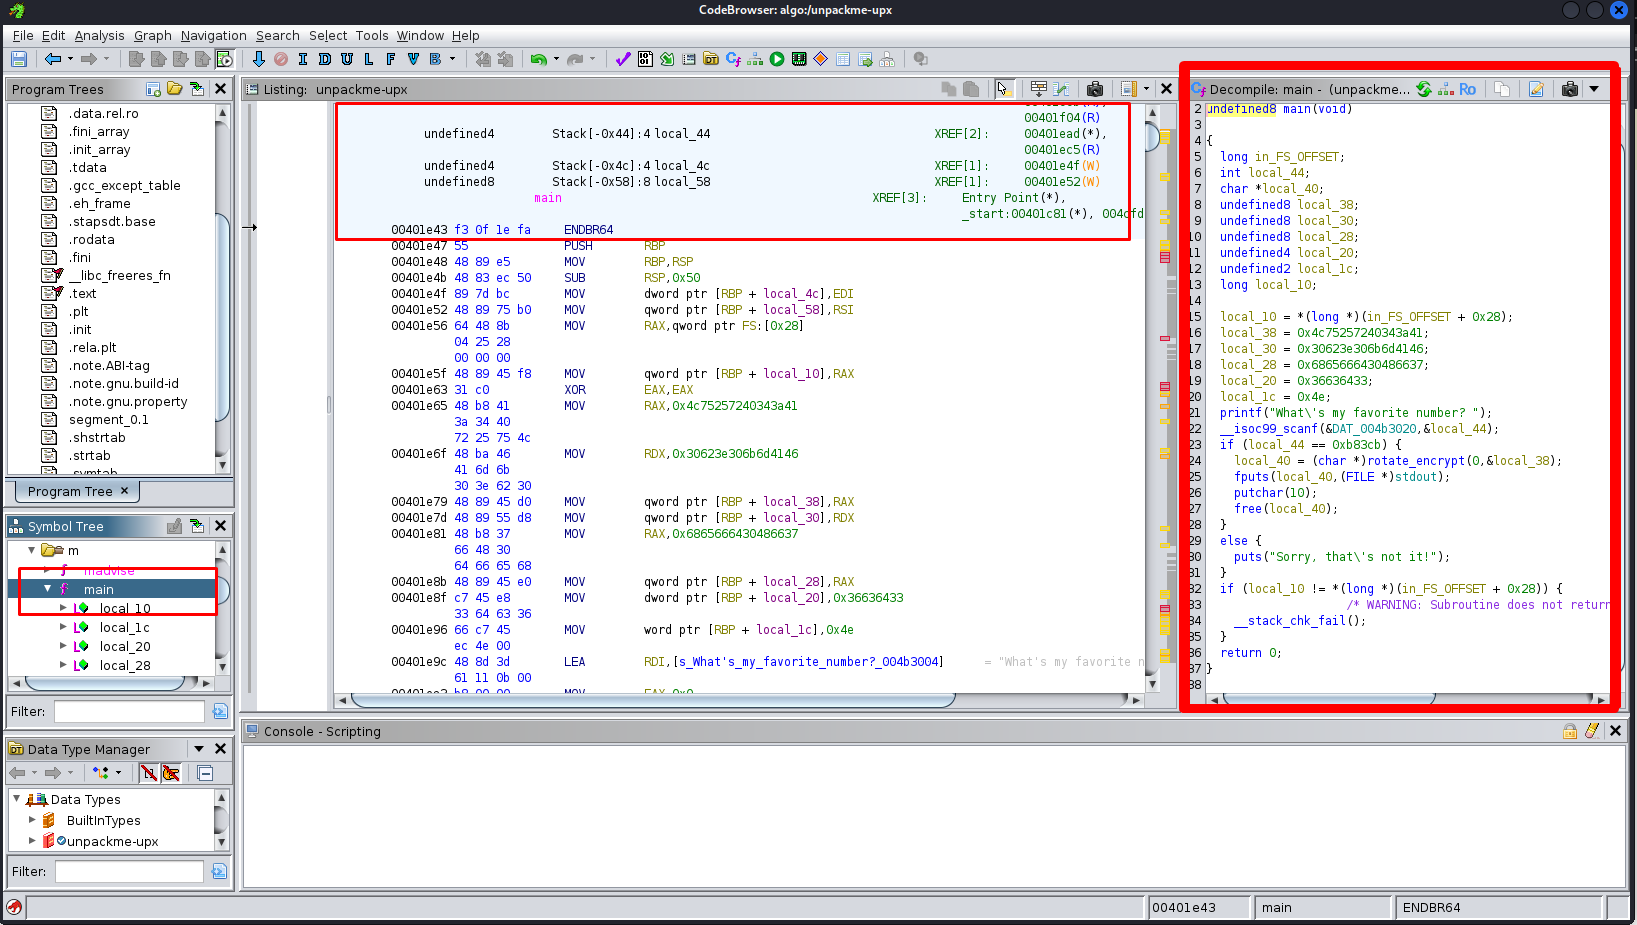 CodeBrowser: algo:/unpackme-upx
File Edit Analysis Graph Navigation Search Select Tools Window Help
I D U L F V B
Program Trees
.data.rel.ro
.fini_array
.init_array
.tdata
.gcc_except_table
.eh_frame
.stapsdt.base
.rodata
.fini
__libc_freeres_fn
.text
.plt
.init
.rela.plt
.note.ABI-tag
.note.gnu.build-id
.note.gnu.property
segment_0.1
.shstrtab
.strtab
.symtab
Program Tree ×
Symbol Tree
m
madvise
main
local_10
local_1c
local_20
local_28
Filter:
Data Type Manager
Data Types
BuiltInTypes
unpackme-upx
Filter:
Listing: unpackme-upx
00401f04(R)
undefined4 Stack[-0x44]:4 local_44 XREF[2]: 00401ead(*),
00401ec5(R)
undefined4 Stack[-0x4c]:4 local_4c XREF[1]: 00401e4f(W)
undefined8 Stack[-0x58]:8 local_58 XREF[1]: 00401e52(W)
main XREF[3]: Entry Point(*),
_start:00401c81(*), 004cfd
00401e43 f3 0f 1e fa ENDBR64
00401e47 55 PUSH RBP
00401e48 48 89 e5 MOV RBP,RSP
00401e4b 48 83 ec 50 SUB RSP,0x50
00401e4f 89 7d bc MOV dword ptr [RBP + local_4c],EDI
00401e52 48 89 75 b0 MOV qword ptr [RBP + local_58],RSI
00401e56 64 48 8b MOV RAX,qword ptr FS:[0x28]
04 25 28
00 00 00
00401e5f 48 89 45 f8 MOV qword ptr [RBP + local_10],RAX
00401e63 31 c0 XOR EAX,EAX
00401e65 48 b8 41 MOV RAX,0x4c75257240343a41
3a 34 40
72 25 75 4c
00401e6f 48 ba 46 MOV RDX,0x30623e306b6d4146
41 6d 6b
30 3e 62 30
00401e79 48 89 45 d0 MOV qword ptr [RBP + local_38],RAX
00401e7d 48 89 55 d8 MOV qword ptr [RBP + local_30],RDX
00401e81 48 b8 37 MOV RAX,0x6865666430486637
66 48 30
64 66 65 68
00401e8b 48 89 45 e0 MOV qword ptr [RBP + local_28],RAX
00401e8f c7 45 e8 MOV dword ptr [RBP + local_20],0x36636433
33 64 63 36
00401e96 66 c7 45 MOV word ptr [RBP + local_1c],0x4e
ec 4e 00
00401e9c 48 8d 3d LEA RDI,[s_What's_my_favorite_number?_004b3004] = "What's my favorite n
61 11 0b 00
00401ea3 b8 00 00 MOV EAX,0x0
Decompile: main - (unpackme...
Ro
2 undefined8 main(void)
3
4 {
5 long in_FS_OFFSET;
6 int local_44;
7 char *local_40;
8 undefined8 local_38;
9 undefined8 local_30;
10 undefined8 local_28;
11 undefined4 local_20;
12 undefined2 local_1c;
13 long local_10;
14
15 local_10 = *(long *)(in_FS_OFFSET + 0x28);
16 local_38 = 0x4c75257240343a41;
17 local_30 = 0x30623e306b6d4146;
18 local_28 = 0x6865666430486637;
19 local_20 = 0x36636433;
20 local_1c = 0x4e;
21 printf("What\'s my favorite number? ");
22 __isoc99_scanf(&DAT_004b3020,&local_44);
23 if (local_44 == 0xb83cb) {
24 local_40 = (char *)rotate_encrypt(0,&local_38);
25 fputs(local_40,(FILE *)stdout);
26 putchar(10);
27 free(local_40);
28 }
29 else {
30 puts("Sorry, that\'s not it!");
31 }
32 if (local_10 != *(long *)(in_FS_OFFSET + 0x28)) {
33 /* WARNING: Subroutine does not return
34 __stack_chk_fail();
35 }
36 return 0;
37 }
38
Console - Scripting
00401e43 main ENDBR64